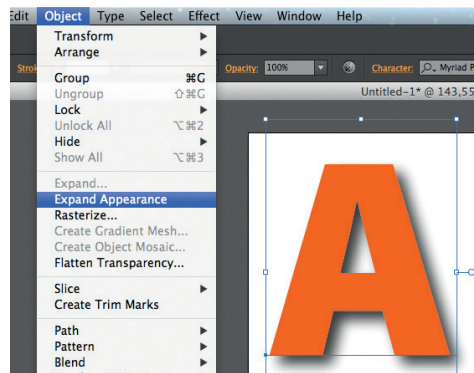 Edit Object Type Select Effect View Window Help
Transform
Arrange
Stroke
Opacity: 100% Character: Myriad P
Group ⌘G
Ungroup ⇧⌘G
Untitled-1* @ 143,55
Lock
Unlock All ⌥⌘2
Hide
Show All ⌥⌘3
Expand...
Expand Appearance
Rasterize...
Create Gradient Mesh...
Create Object Mosaic...
Flatten Transparency...
Slice
Create Trim Marks
Path
Pattern
Blend
A